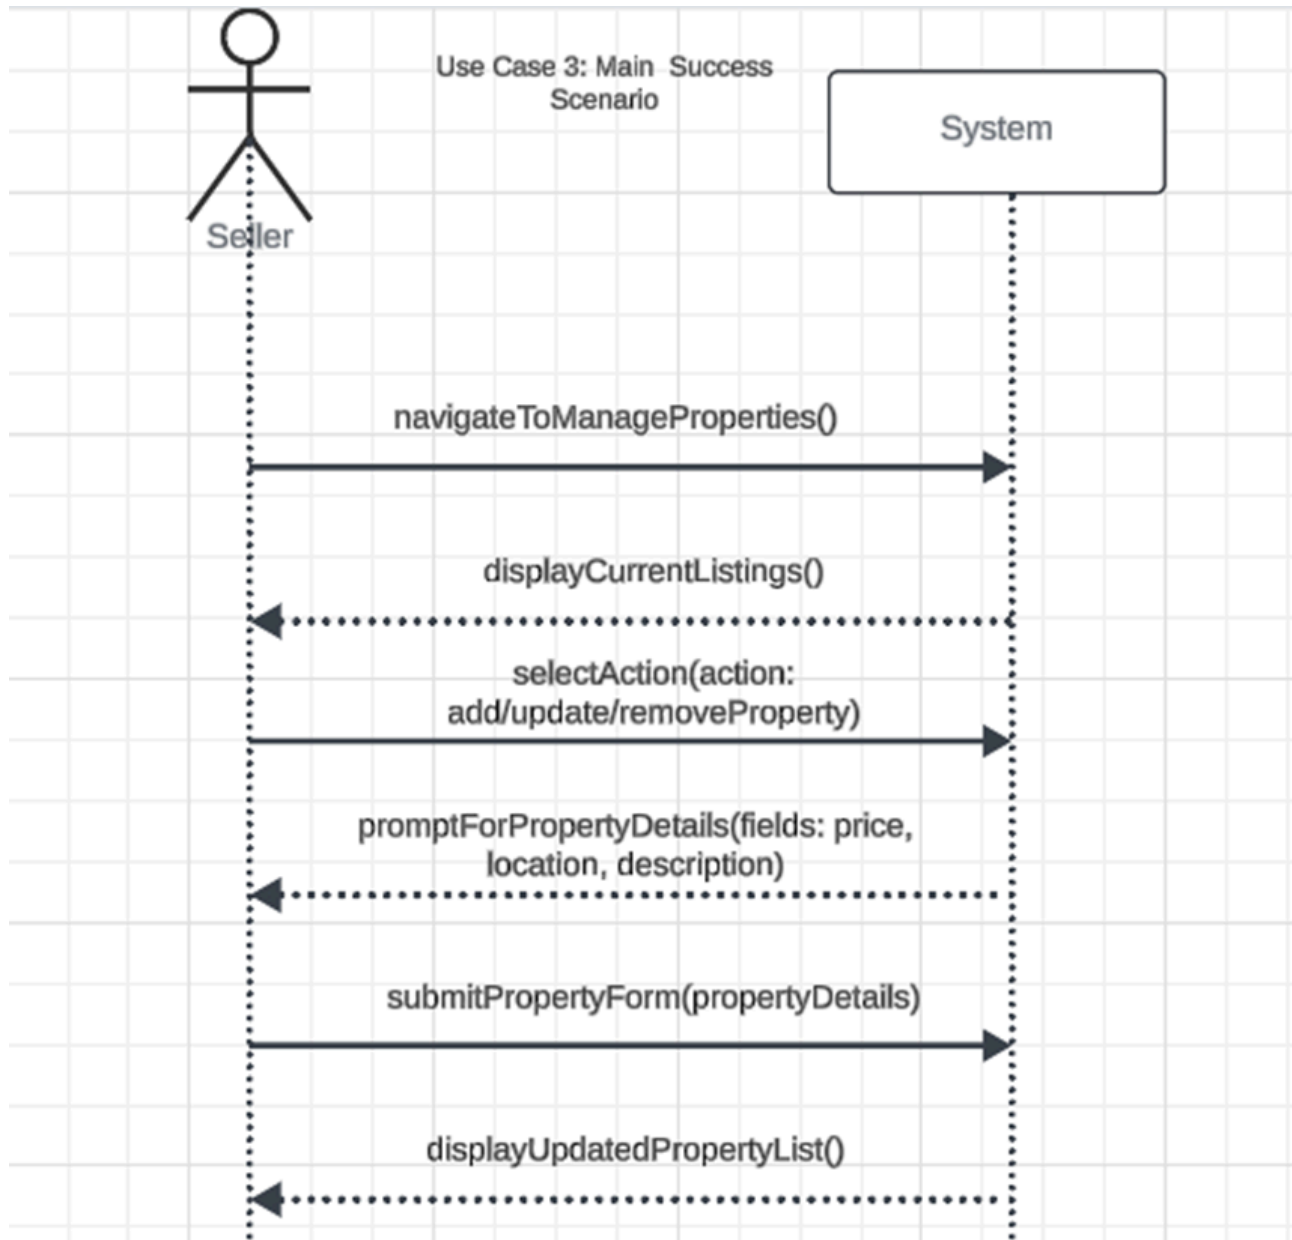 Use Case 3: Main Success
Scenario
System
Seller
navigateToManageProperties()
displayCurrentListings()
selectAction(action:
add/update/removeProperty)
promptForPropertyDetails(fields: price,
location, description)
submitPropertyForm(propertyDetails)
displayUpdatedPropertyList()